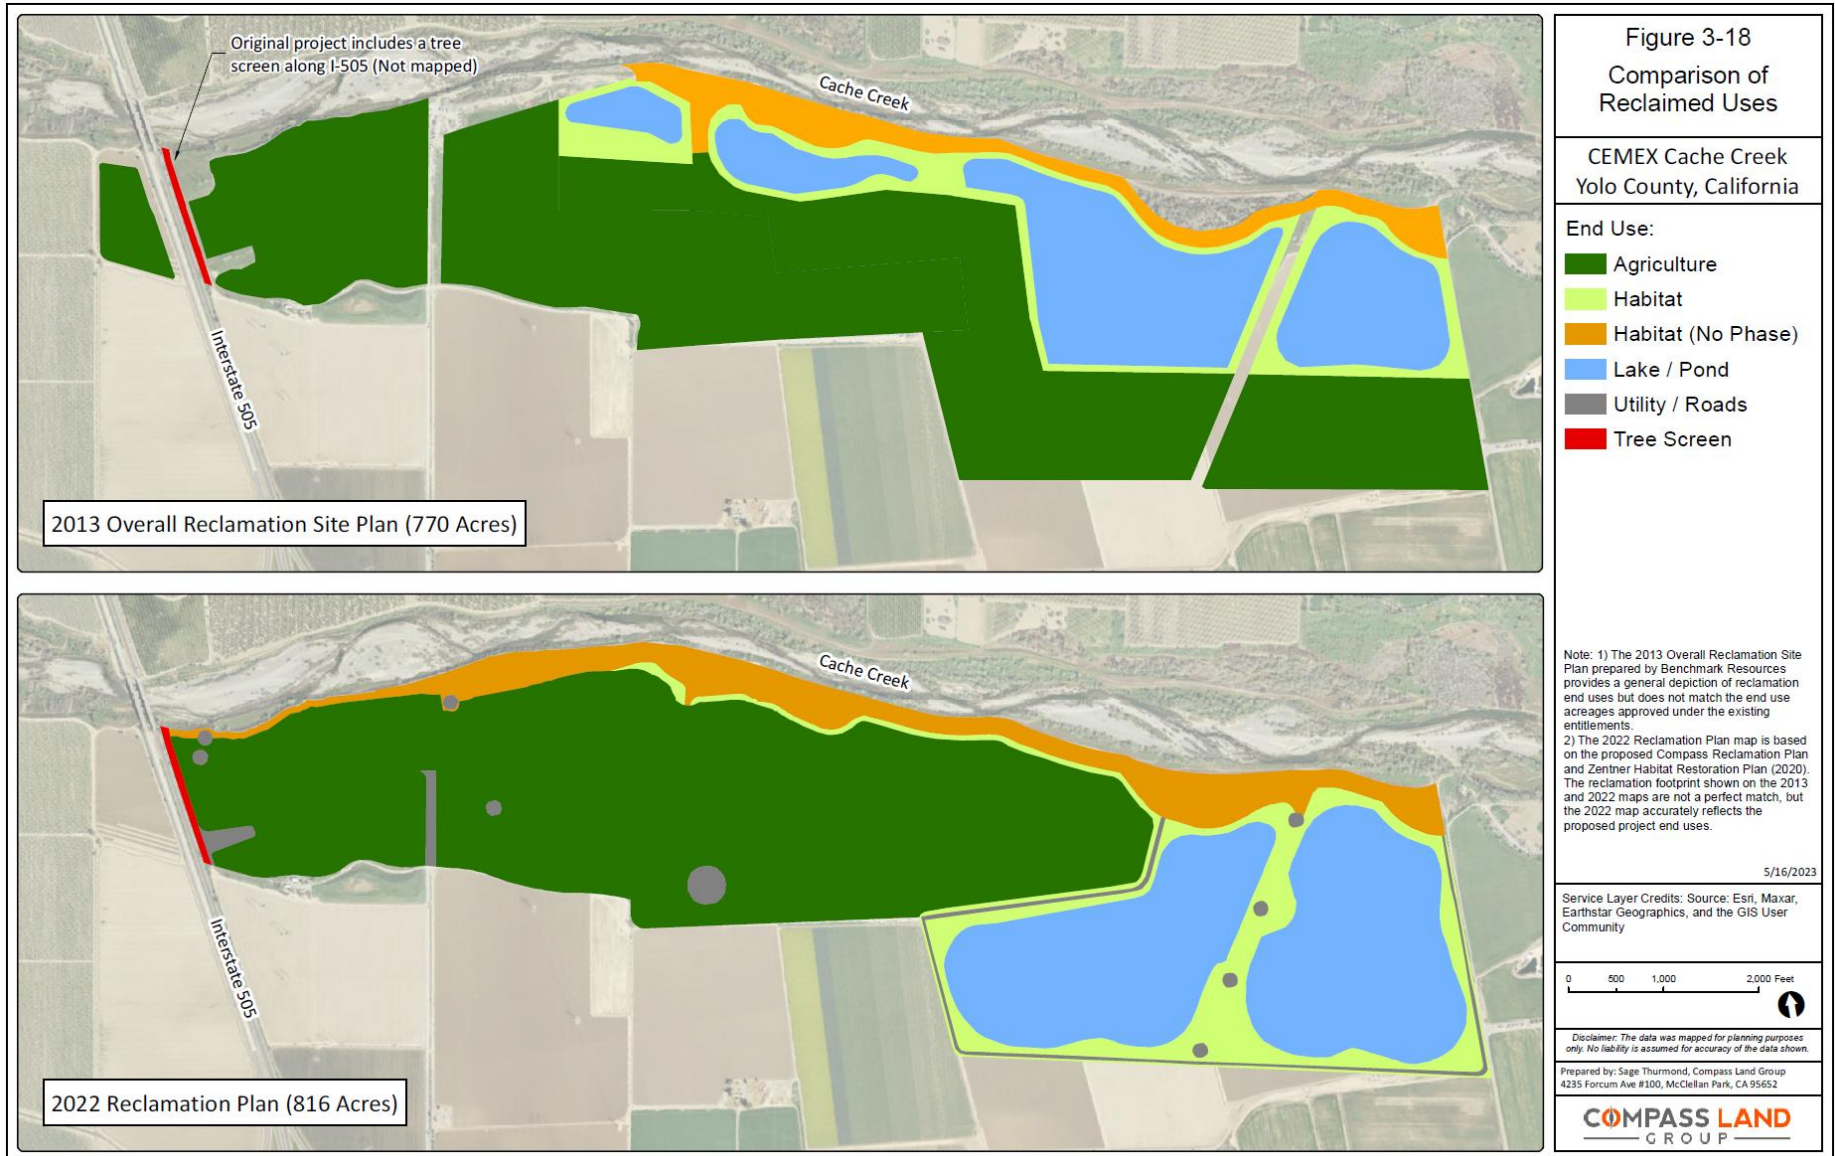 Original project includes a tree
screen along I-505 (Not mapped)
Cache Creek
Interstate 505
2013 Overall Reclamation Site Plan (770 Acres)
Cache Creek
Interstate 505
2022 Reclamation Plan (816 Acres)
Figure 3-18
Comparison of
Reclaimed Uses
CEMEX Cache Creek
Yolo County, California
End Use:
Agriculture
Habitat
Habitat (No Phase)
Lake / Pond
Utility / Roads
Tree Screen
Note: 1) The 2013 Overall Reclamation Site
Plan prepared by Benchmark Resources
provides a general depiction of reclamation
end uses but does not match the end use
acreages approved under the existing
entitlements.
2) The 2022 Reclamation Plan map is based
on the proposed Compass Reclamation Plan
and Zentner Habitat Restoration Plan (2020).
The reclamation footprint shown on the 2013
and 2022 maps are not a perfect match, but
the 2022 map accurately reflects the
proposed project end uses.
5/16/2023
Service Layer Credits: Source: Esri, Maxar,
Earthstar Geographics, and the GIS User
Community
0 500 1,000 2,000 Feet
Disclaimer: The data was mapped for planning purposes
only. No liability is assumed for accuracy of the data shown.
Prepared by: Sage Thurmond, Compass Land Group
4235 Forcum Ave #100, McClellan Park, CA 95652
COMPASS LAND
GROUP